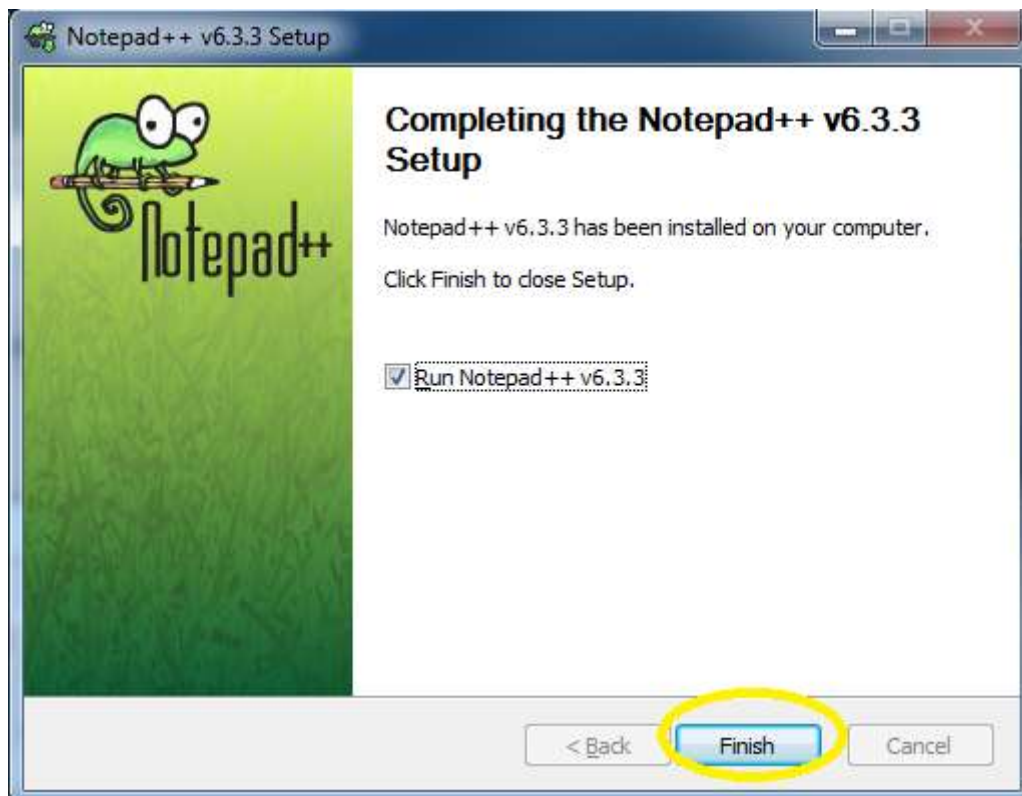 Notepad++ v6.3.3 Setup
Notepad++
Completing the Notepad++ v6.3.3
Setup
Notepad++ v6.3.3 has been installed on your computer.
Click Finish to close Setup.
Run Notepad++ v6.3.3
< Back Finish Cancel